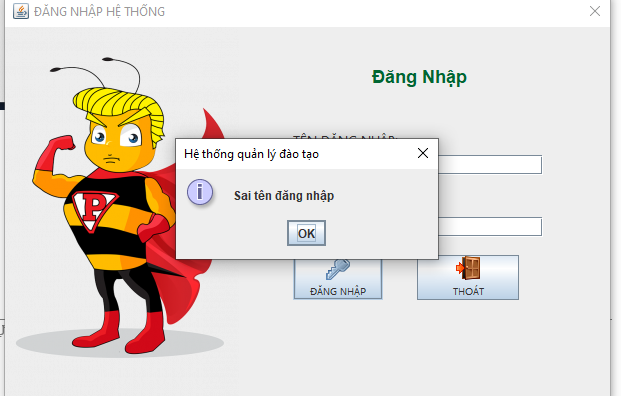 ĐĂNG NHẬP HỆ THỐNG
Đăng Nhập
Hệ thống quản lý đào tạo
Sai tên đăng nhập
OK
ĐĂNG NHẬP
THOÁT
P